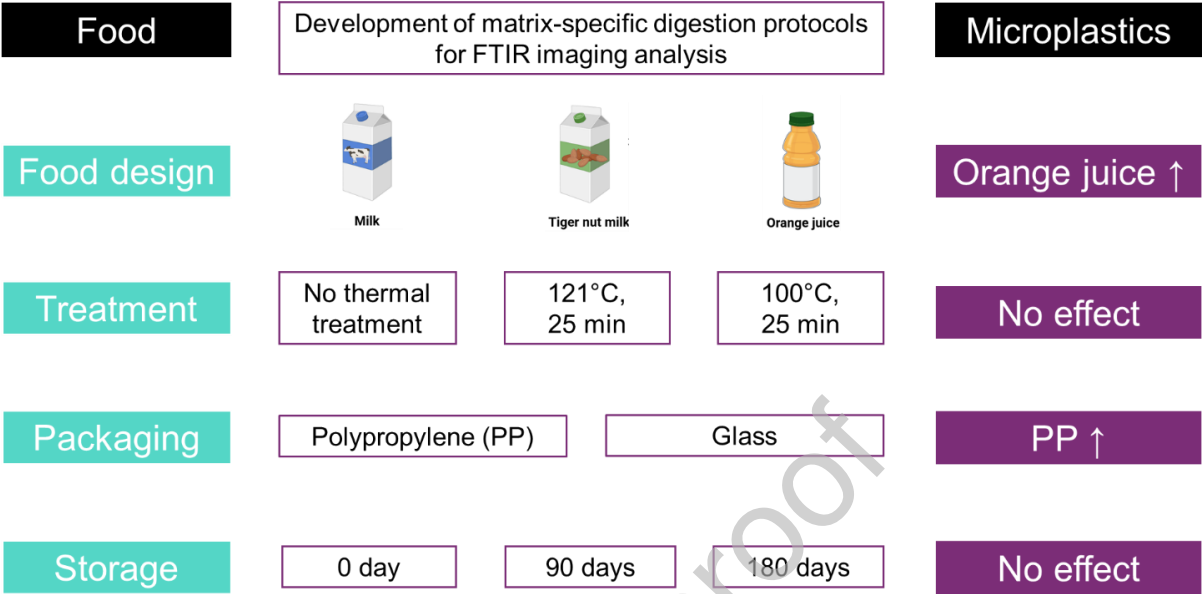 Food
Development of matrix-specific digestion protocols
for FTIR imaging analysis
Microplastics
Food design
Milk
Tiger nut milk
Orange juice
Orange juice ↑
Treatment
No thermal
treatment
121°C,
25 min
100°C,
25 min
No effect
Packaging
Polypropylene (PP)
Glass
PP ↑
Storage
0 day
90 days
180 days
No effect
roof